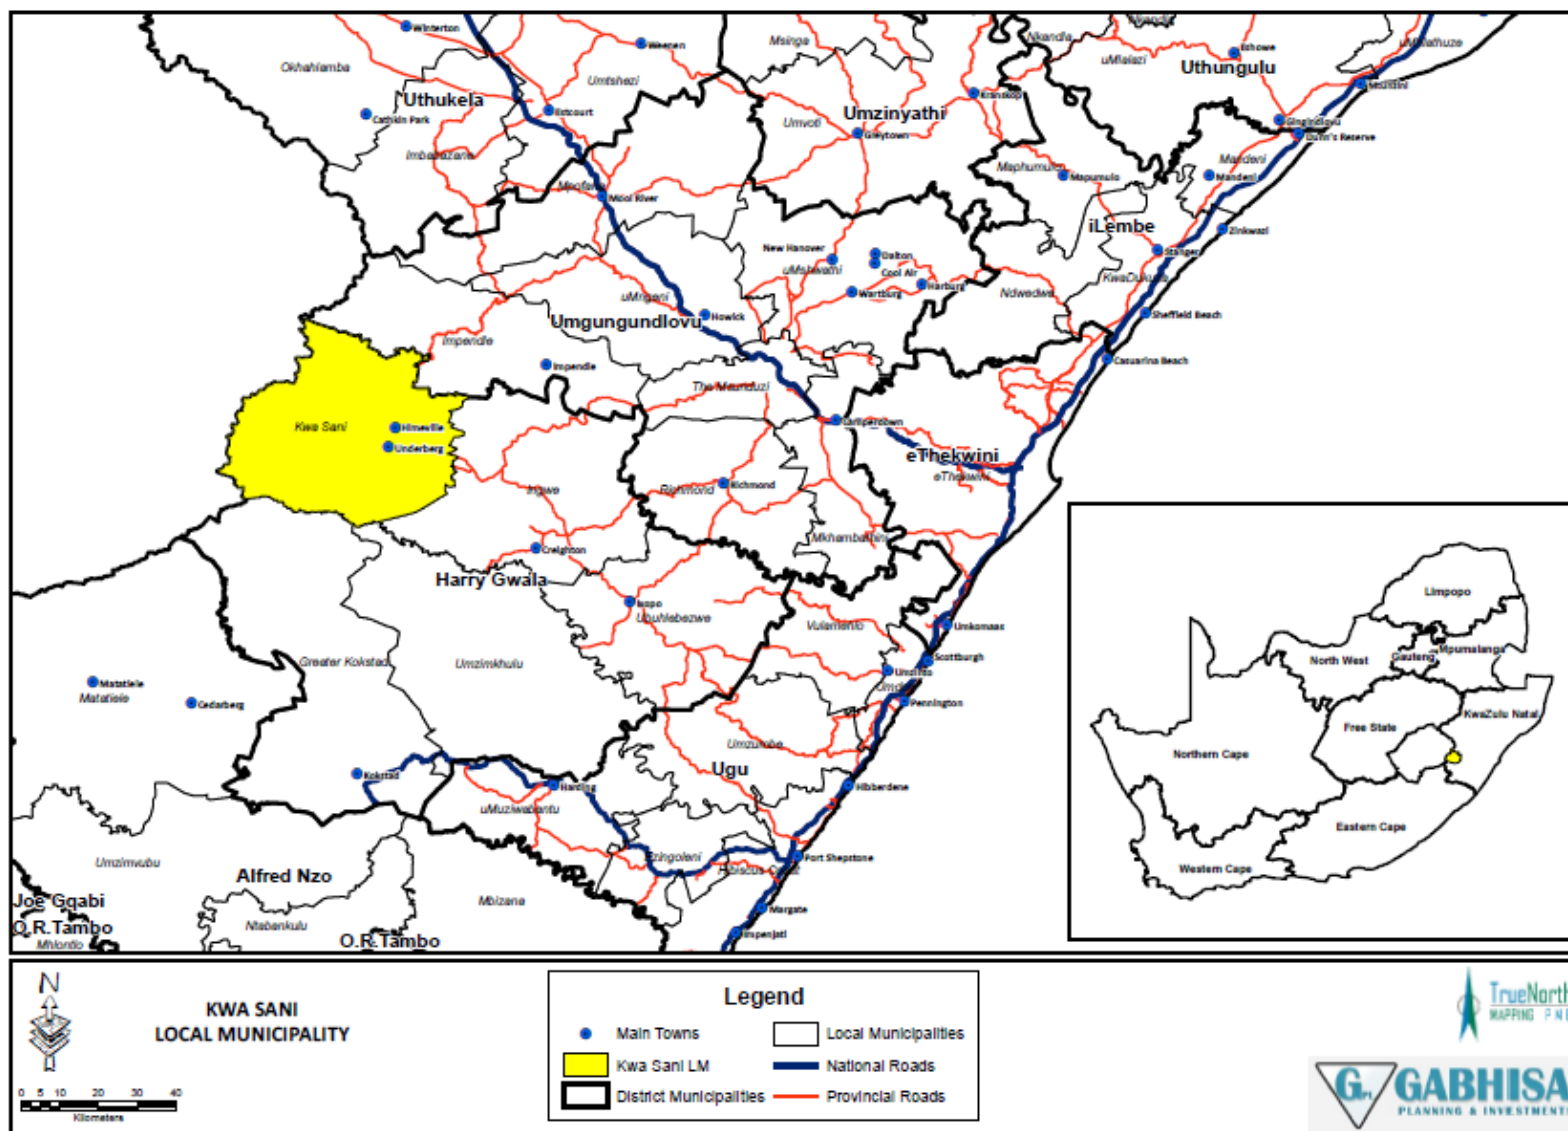 Winterton
Weenen
Msinga
Nkandla
Nkandla
Eshowe
uMhlathuze
Okhahlamba
Umtshezi
uMlalazi
Uthungulu
Mtunzini
Uthukela
Estcourt
Kranskop
Umzinyathi
Cathkin Park
Umvoti
Greytown
Gingindlovu
Dunn's Reserve
Imbabazane
Maphumulo
Mapumulo
Mandeni
Mandeni
Mpofana
Mooi River
iLembe
Zinkwazi
New Hanover
Dalton
Cool Air
uMshwathi
Stanger
KwaDukuza
Wartburg
Harburg
Ndwedwe
uMngeni
Howick
Umgungundlovu
Sheffield Beach
Impendle
Impendle
Casuarina Beach
The Msunduzi
Kwa Sani
Himeville
Underberg
Camperdown
eThekwini
eThekwini
Ingwe
Richmond
Richmond
Mkhambathini
Creighton
Harry Gwala
Ixopo
Ubuhlebezwe
Vulamehlo
Umkomaas
Greater Kokstad
Umzimkhulu
Scottburgh
Umzinto
Matatiele
Matatiele
Cedarberg
Pennington
Umzumbe
Ugu
Kokstad
Harding
Hibberdene
uMuziwabantu
Umzimvubu
Ezingoleni
Port Shepstone
Hibiscus Coast
Alfred Nzo
Mbizana
Joe Gqabi
O.R.Tambo
Mhlontlo
Ntabankulu
O.R.Tambo
Margate
Mpenjati
Limpopo
North West
Gauteng
Mpumalanga
Free State
KwaZulu Natal
Northern Cape
Eastern Cape
Western Cape
N
KWA SANI
LOCAL MUNICIPALITY
0 5 10 20 30 40
Kilometers
Legend
Main Towns
Local Municipalities
Kwa Sani LM
National Roads
District Municipalities
Provincial Roads
TrueNorth
MAPPING
GABHISA
PLANNING & INVESTMENT